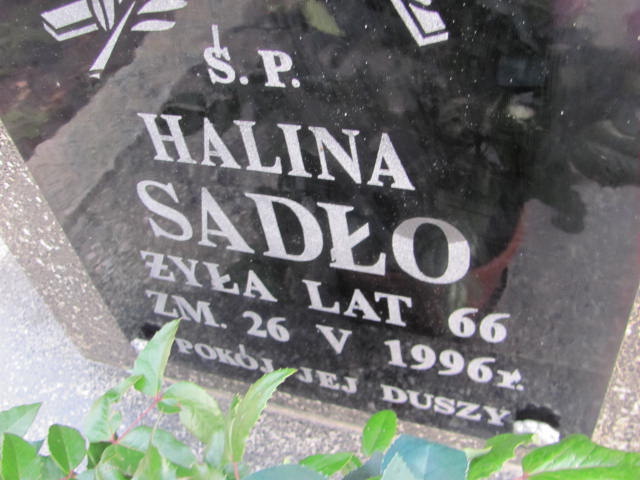 Ś.P.
HALINA
SADŁO
ŻYŁA LAT 66
ZM. 26 V 1996r.
POKÓJ JEJ DUSZY